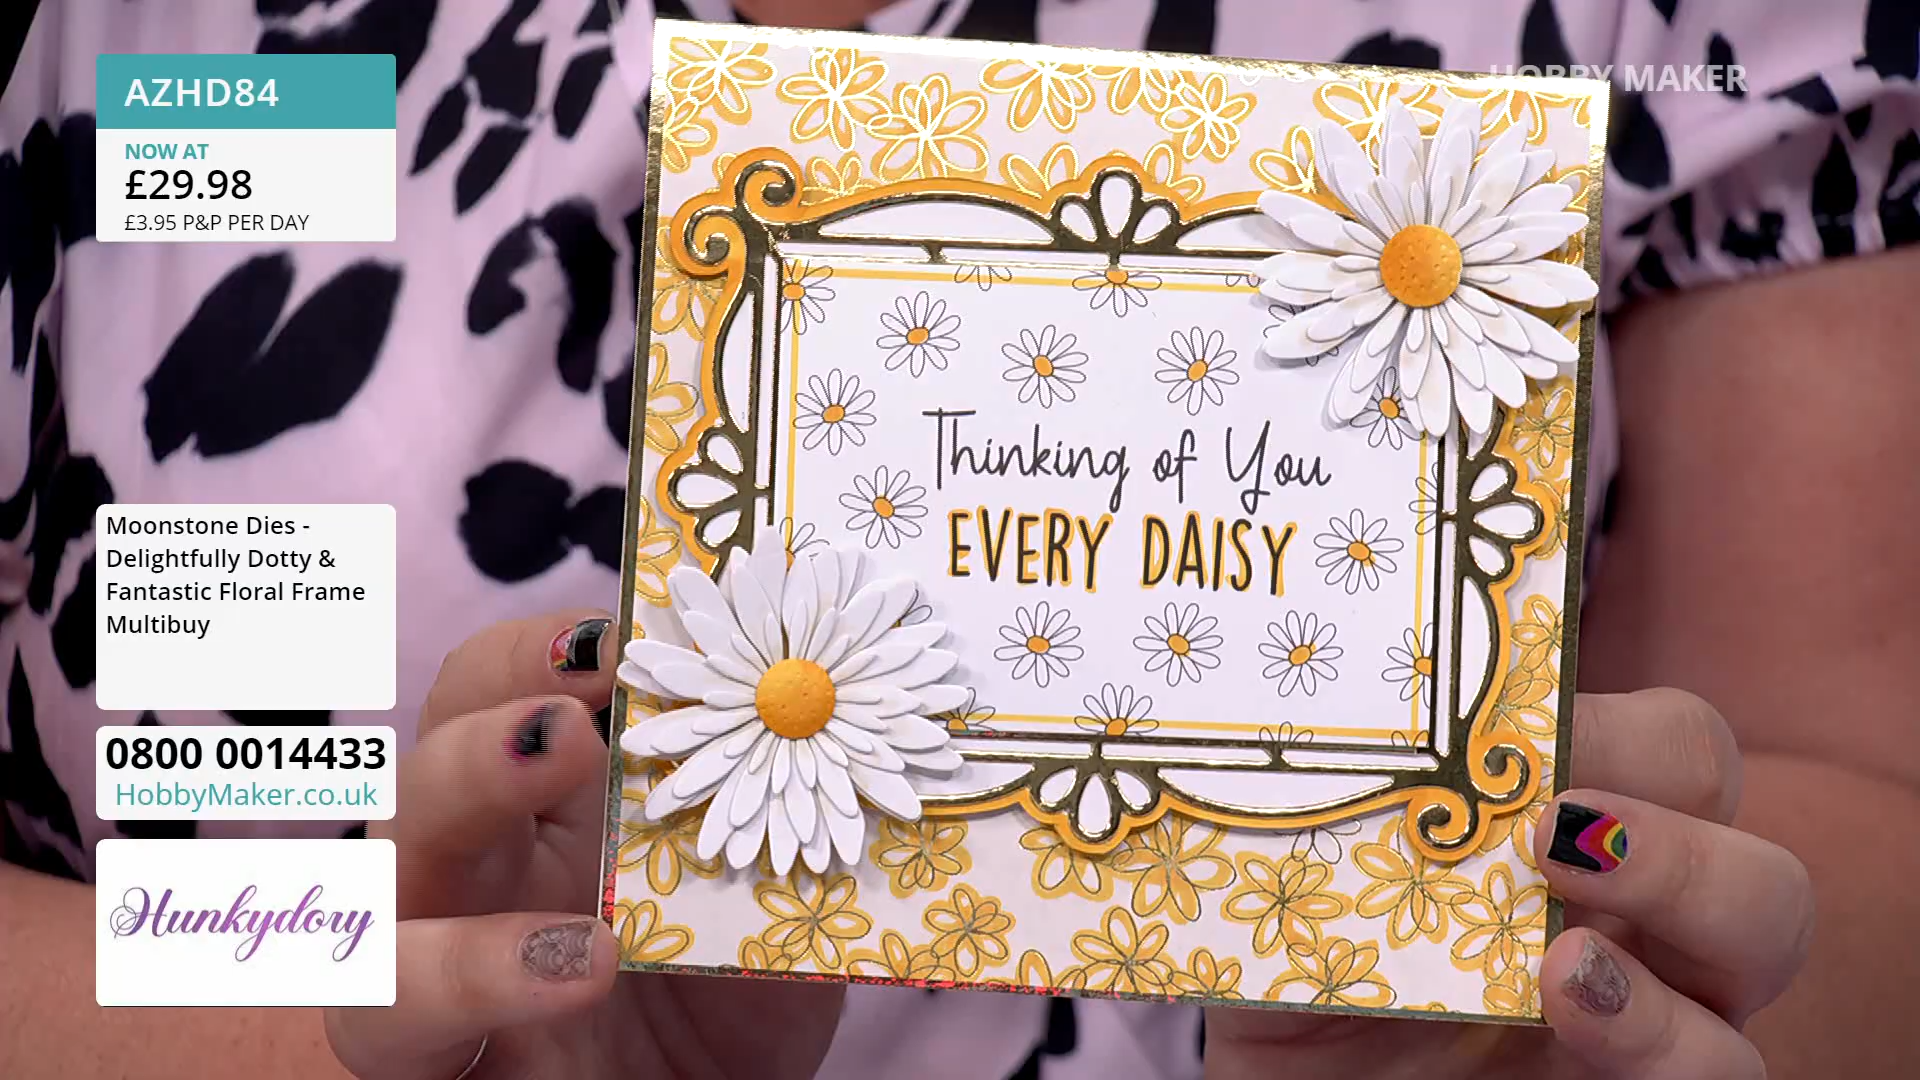 HOBBY MAKER
AZHD84
NOW AT
£29.98
£3.95 P&P PER DAY
Moonstone Dies -
Delightfully Dotty &
Fantastic Floral Frame
Multibuy
0800 0014433
HobbyMaker.co.uk
Hunkydory
Thinking of You
EVERY DAISY